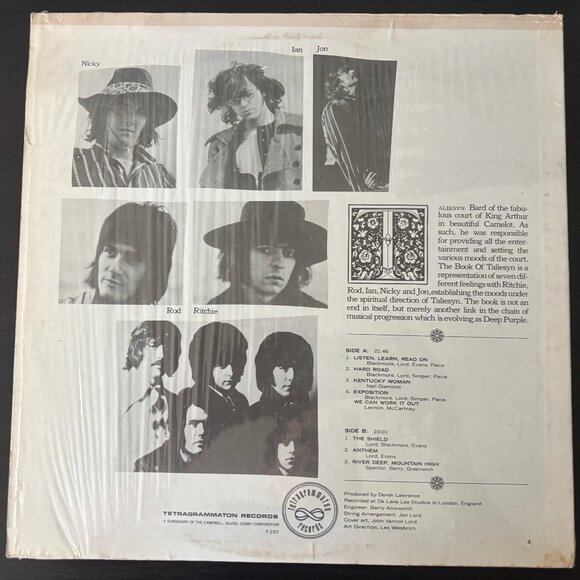 Nicky
Ian Jon
Rod Ritchie
T
ALIESYN: Bard of the fabu-
lous court of King Arthur
in beautiful Camelot. As
such, he was responsible
for providing all the enter-
tainment and setting the
various moods of the court.
The Book Of Taliesyn is a
representation of seven dif-
ferent feelings with Ritchie,
Rod, Ian, Nicky and Jon, establishing the moods under
the spiritual direction of Taliesyn. The book is not an
end in itself, but merely another link in the chain of
musical progression which is evolving as Deep Purple.
SIDE A: 21:46
1. LISTEN, LEARN, READ ON
Blackmore, Lord, Evans, Paice
2. HARD ROAD
Blackmore, Lord, Simper, Paice
3. KENTUCKY WOMAN
Neil Diamond
4. EXPOSITION
Blackmore, Lord, Simper, Paice
WE CAN WORK IT OUT
Lennon, McCartney
SIDE B: 23:01
1. THE SHIELD
Lord, Blackmore, Evans
2. ANTHEM
Lord, Evans
3. RIVER DEEP, MOUNTAIN HIGH
Spector, Barry, Greenwich
Produced by Derek Lawrence
Recorded at De Lane Lea Studios in London, England
Engineer, Barry Ainsworth
String Arrangement, Jon Lord
Cover art, John Vernon Lord
Art Direction, Les Weisbrich
TETRAGRAMMATON RECORDS
A SUBSIDIARY OF THE CAMPBELL, SILVER, COSBY CORPORATION
T-107
tetragrammaton
records
4